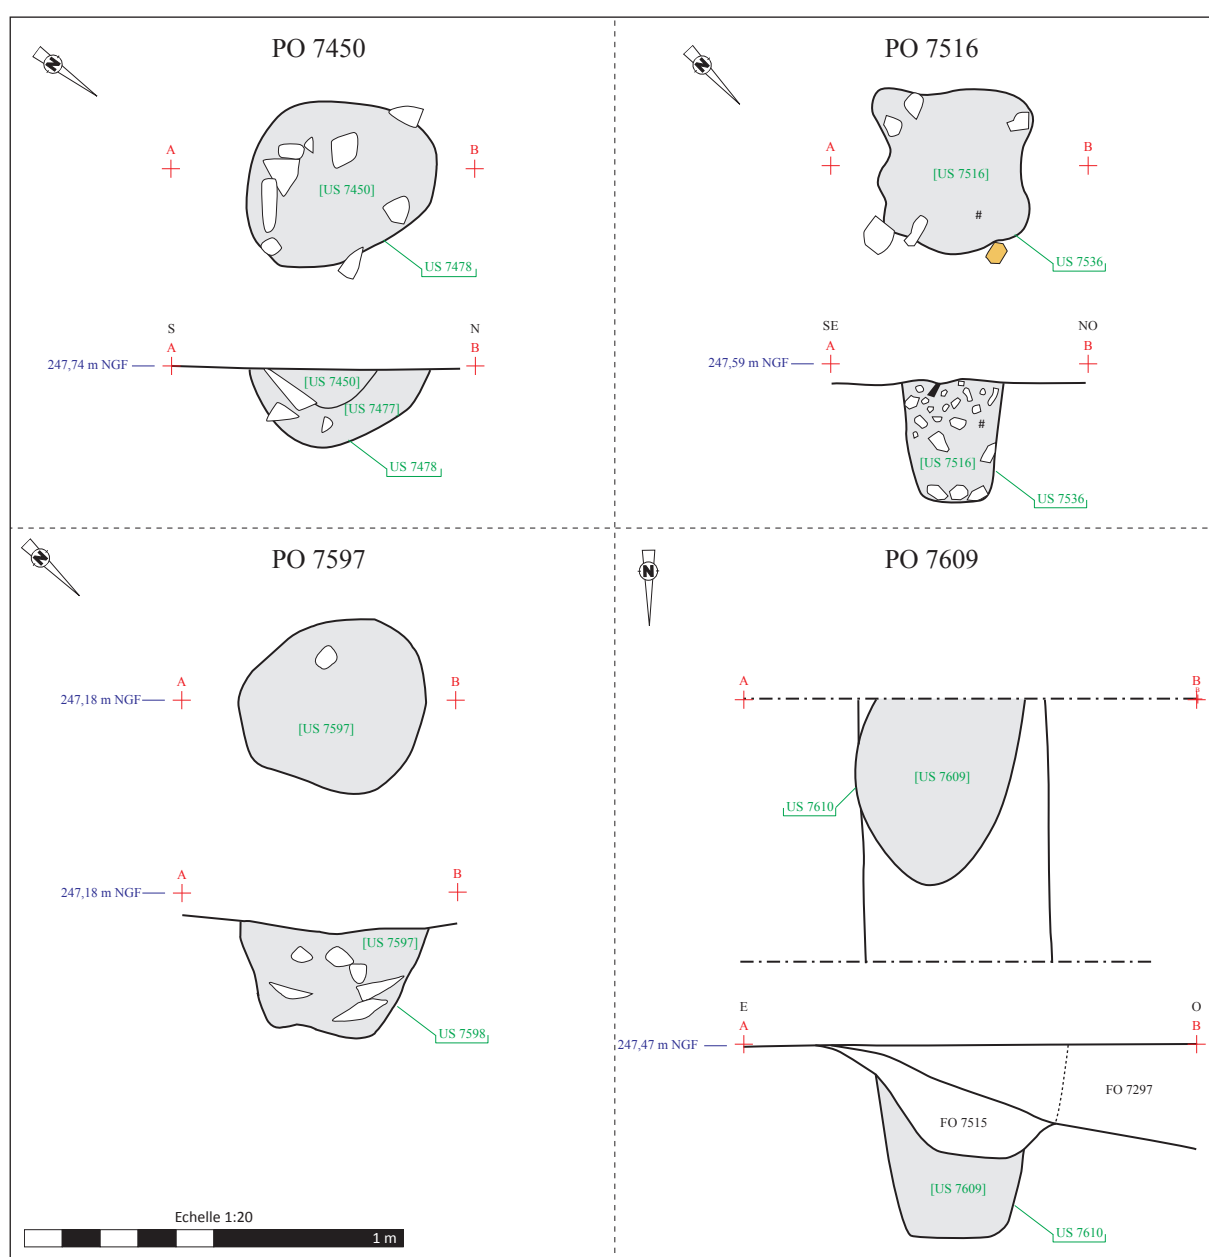 PO 7450
N
A
B
[US 7450]
US 7478
S
N
A
B
247,74 m NGF
[US 7450]
[US 7477]
US 7478
PO 7516
N
A
B
[US 7516]
#
US 7536
SE
NO
A
B
247,59 m NGF
#
[US 7516]
US 7536
PO 7597
N
A
B
247,18 m NGF
[US 7597]
A
B
247,18 m NGF
[US 7597]
US 7598
Echelle 1:20
1 m
PO 7609
N
A
B
B
[US 7609]
US 7610
E
O
A
B
247,47 m NGF
FO 7297
FO 7515
[US 7609]
US 7610